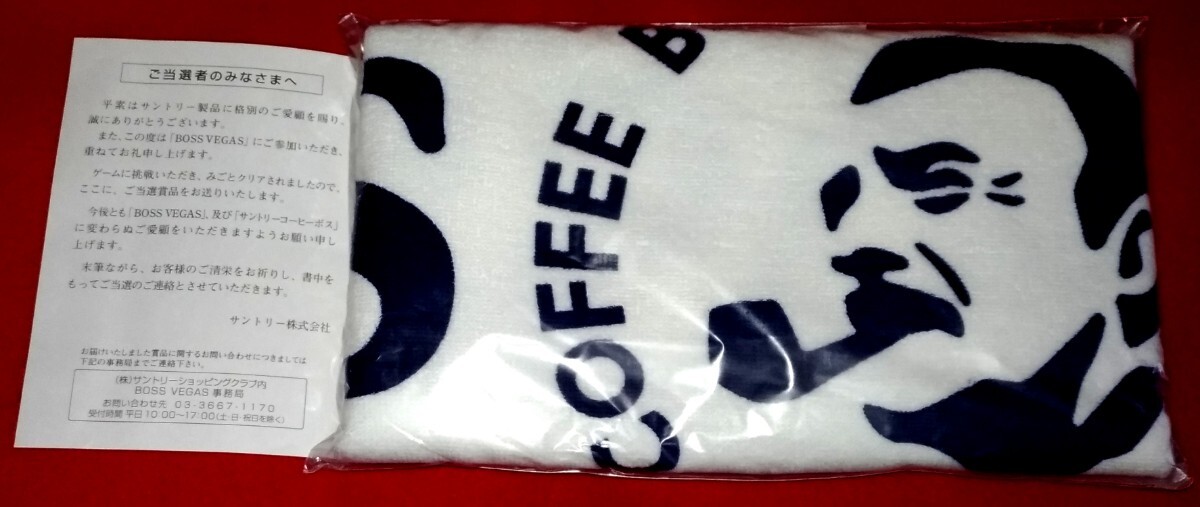 ご当選者のみなさまへ
平素はサントリー製品に格別のご愛顧を賜り、
誠にありがとうございます。
また、この度は「BOSS VEGAS」にご参加いただき、
重ねてお礼申し上げます。
ゲームに挑戦いただき、みごとクリアされましたので、
ここに、ご当選賞品をお送りいたします。
今後とも「BOSS VEGAS」、及び「サントリーコーヒーボス」
に変わらぬご愛顧をいただきますようお願い申し
上げます。
末筆ながら、お客様のご清栄をお祈りし、書中を
もってご当選のご連絡とさせていただきます。
サントリー株式会社
お届けいたしました賞品に関するお問い合わせにつきましては
下記の事務局までご連絡下さい。
(株)サントリーショッピングクラブ内
BOSS VEGAS 事務局
お問い合わせ先 03-3667-1170
受付時間 平日10:00~17:00(土・日・祝日を除く)
COFFEE B